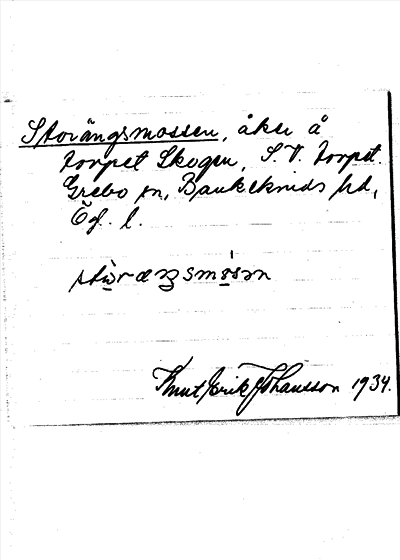 Storängsmossen, åker å
torpet Skogen, S. V. torpet.
Grebo sn, Bankekinds hd,
Ög. l.
Knut Erik Johansson 1934.